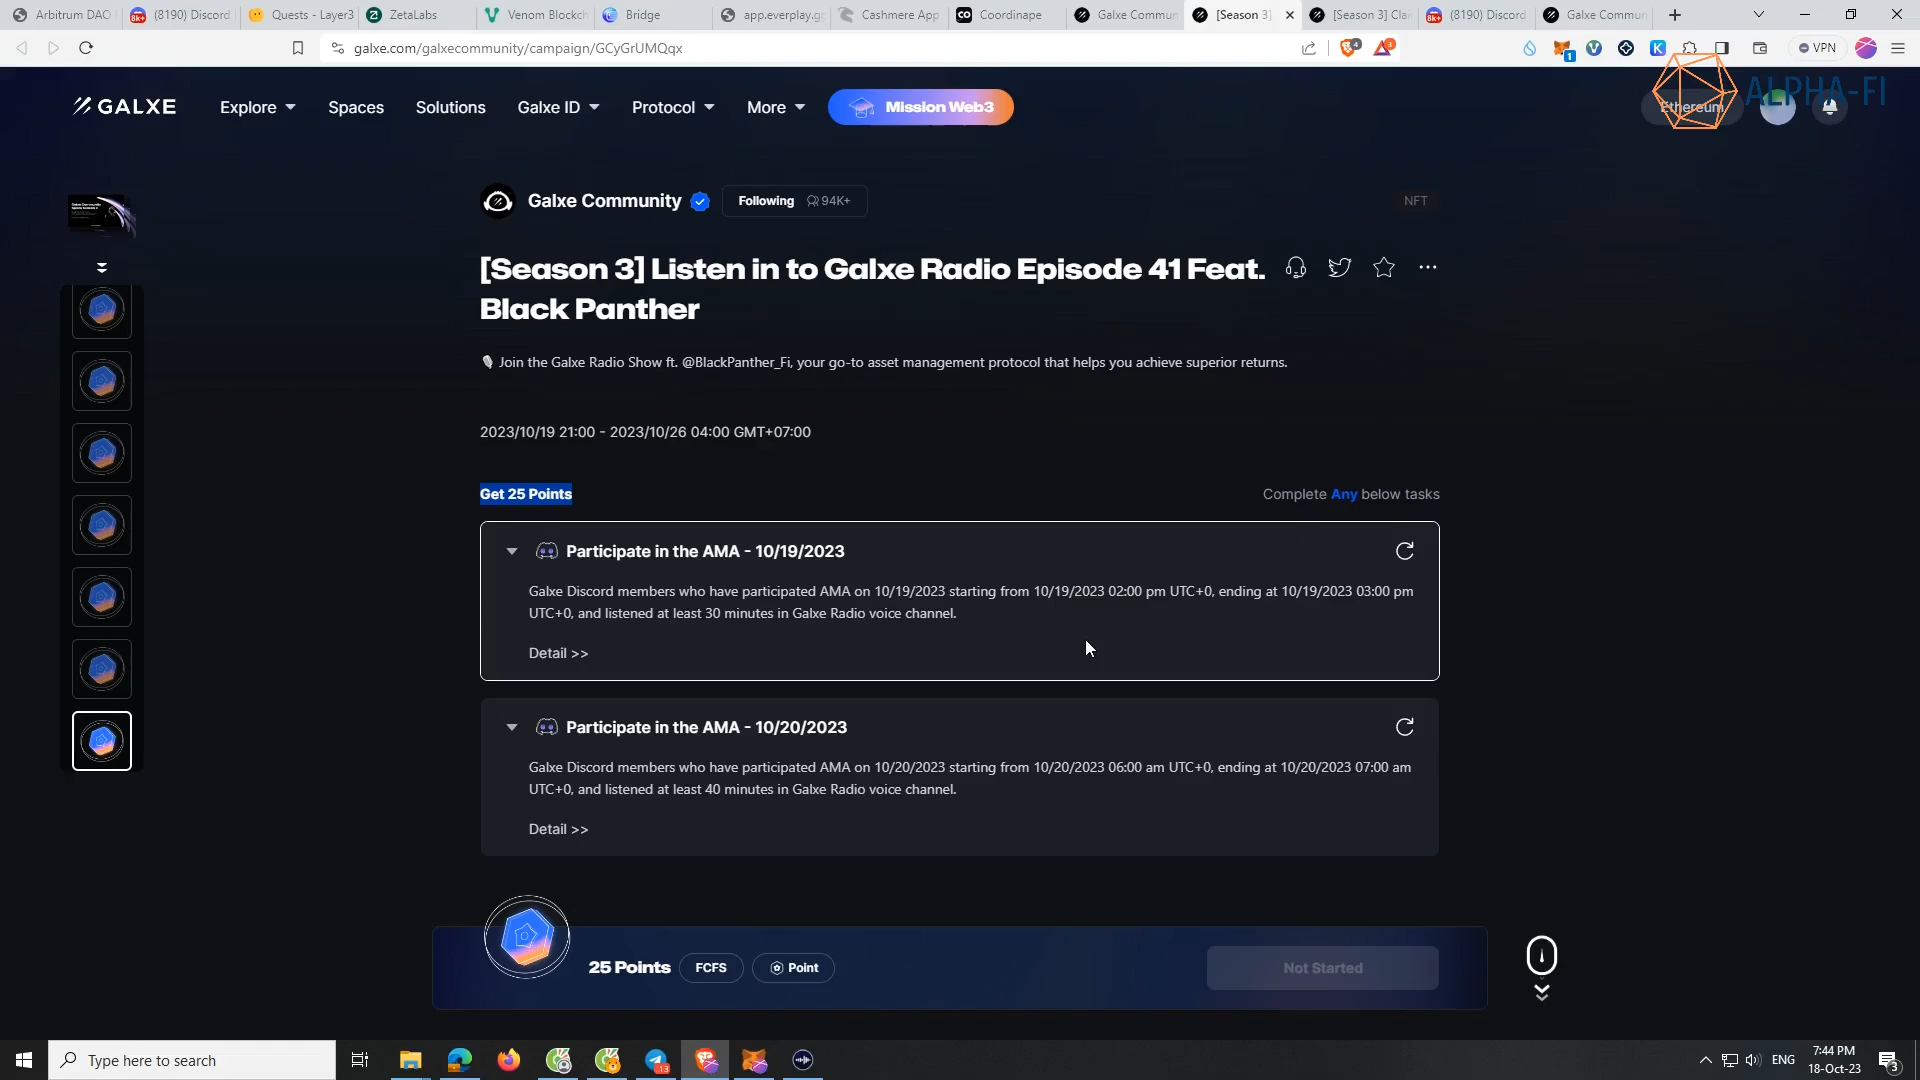 Arbitrum DAO
(8190) Discord
Quests - Layer3
ZetaLabs
Venom Blockch
Bridge
app.everplay.g
Cashmere App
Coordinape
Galxe Commun
[Season 3]
[Season 3] Clai
(8190) Discord
Galxe Commun
galxe.com/galxecommunity/campaign/GCyGrUMQqx
4
3
1
VPN
GALXE
Explore
Spaces
Solutions
Galxe ID
Protocol
More
Mission Web3
Ethereum
ALPHA-FI
Galxe Community
Following
94K+
NFT
[Season 3] Listen in to Galxe Radio Episode 41 Feat.
Black Panther
Join the Galxe Radio Show ft. @BlackPanther_Fi, your go-to asset management protocol that helps you achieve superior returns.
2023/10/19 21:00 - 2023/10/26 04:00 GMT+07:00
Get 25 Points
Complete Any below tasks
Participate in the AMA - 10/19/2023
Galxe Discord members who have participated AMA on 10/19/2023 starting from 10/19/2023 02:00 pm UTC+0, ending at 10/19/2023 03:00 pm
UTC+0, and listened at least 30 minutes in Galxe Radio voice channel.
Detail >>
Participate in the AMA - 10/20/2023
Galxe Discord members who have participated AMA on 10/20/2023 starting from 10/20/2023 06:00 am UTC+0, ending at 10/20/2023 07:00 am
UTC+0, and listened at least 40 minutes in Galxe Radio voice channel.
Detail >>
25 Points
FCFS
Point
Not Started
Type here to search
13
ENG
7:44 PM
18-Oct-23
3